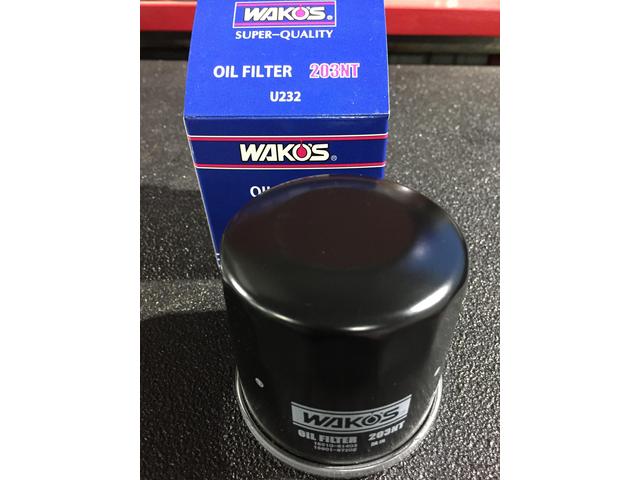 WAKO'S®
SUPER-QUALITY
OIL FILTER 203NT
U232
WAKO'S®
WAKO'S
OIL FILTER 203NT